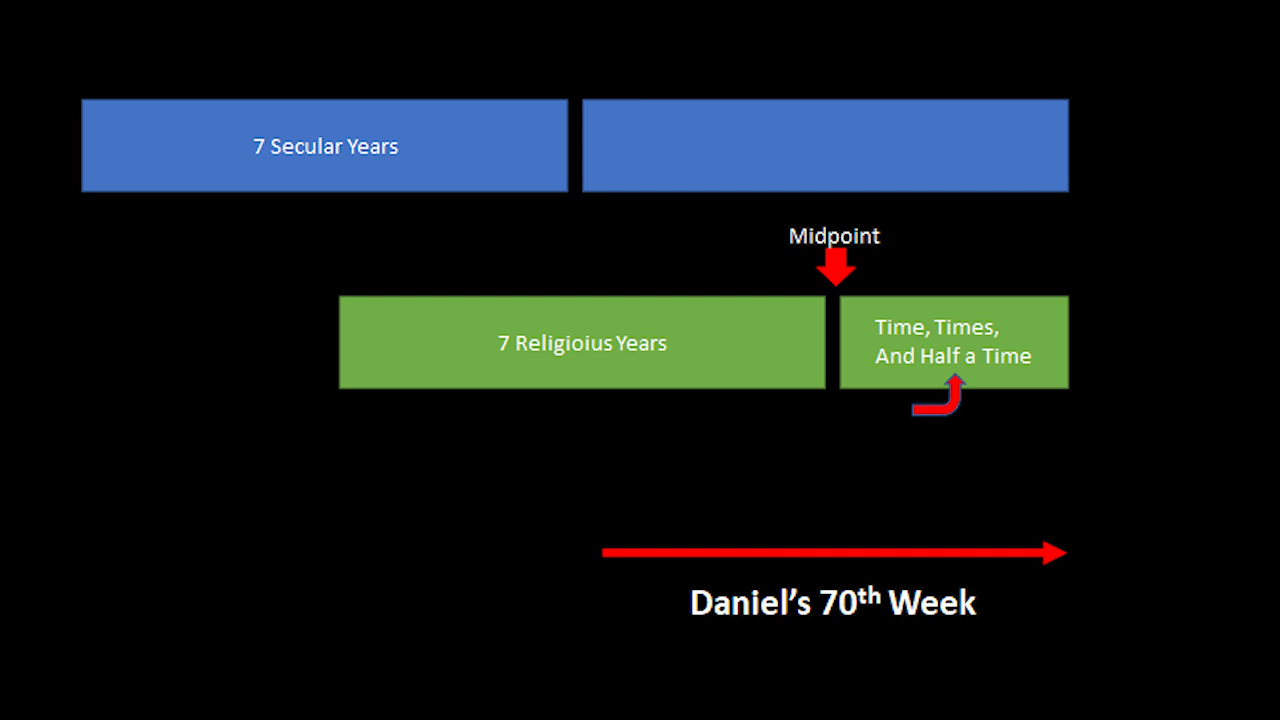 7 Secular Years
Midpoint
7 Religioius Years
Time, Times,
And Half a Time
Daniel’s 70th Week